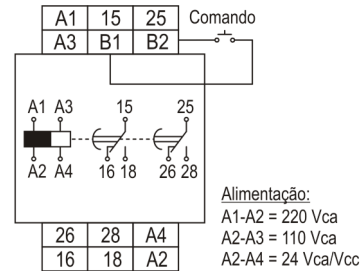 A1 15 25 Comando
A3 B1 B2
A1 A3 15 25
A2 A4 16 18 26 28
Alimentação:
A1-A2 = 220 Vca
A2-A3 = 110 Vca
A2-A4 = 24 Vca/Vcc
26 28 A4
16 18 A2